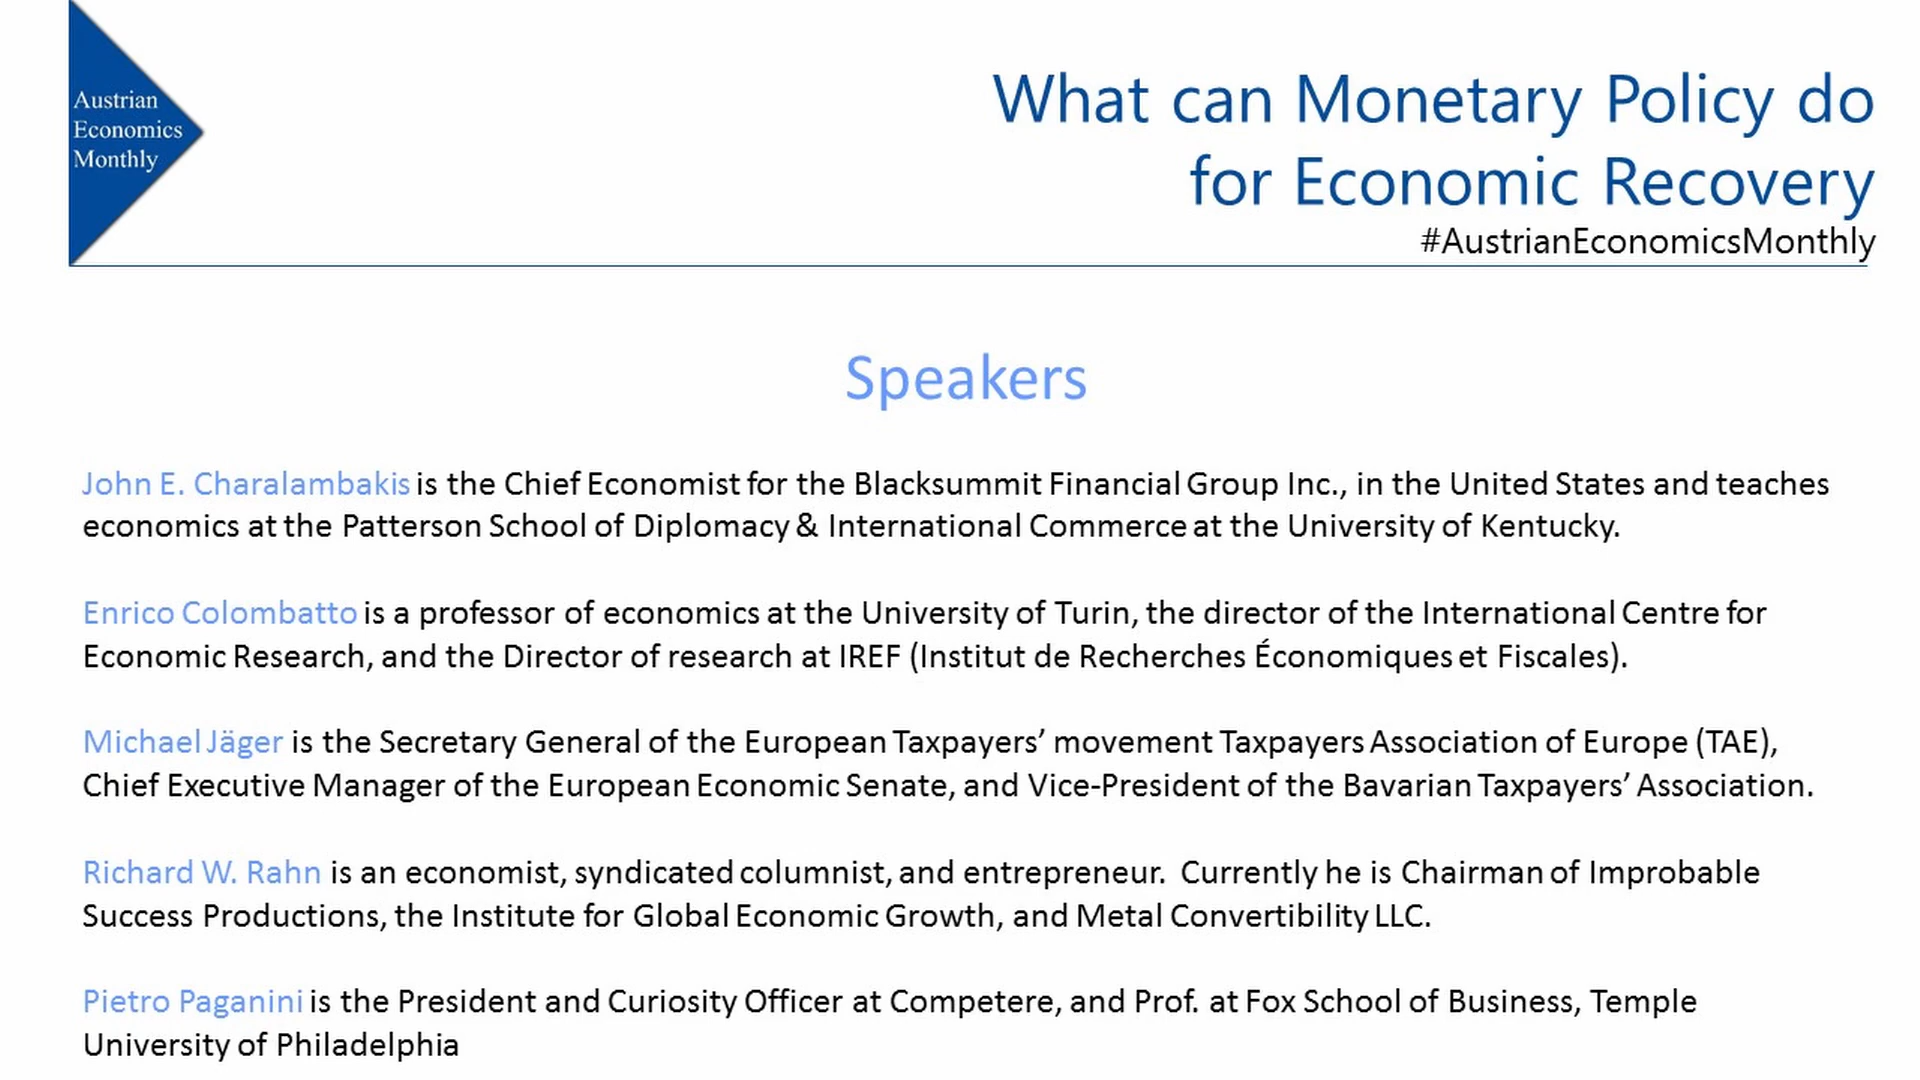 Austrian
Economics
Monthly
What can Monetary Policy do
for Economic Recovery
#AustrianEconomicsMonthly
Speakers
John E. Charalambakis is the Chief Economist for the Blacksummit Financial Group Inc., in the United States and teaches
economics at the Patterson School of Diplomacy & International Commerce at the University of Kentucky.
Enrico Colombatto is a professor of economics at the University of Turin, the director of the International Centre for
Economic Research, and the Director of research at IREF (Institut de Recherches Économiques et Fiscales).
Michael Jäger is the Secretary General of the European Taxpayers’ movement Taxpayers Association of Europe (TAE),
Chief Executive Manager of the European Economic Senate, and Vice-President of the Bavarian Taxpayers’ Association.
Richard W. Rahn is an economist, syndicated columnist, and entrepreneur. Currently he is Chairman of Improbable
Success Productions, the Institute for Global Economic Growth, and Metal Convertibility LLC.
Pietro Paganini is the President and Curiosity Officer at Competere, and Prof. at Fox School of Business, Temple
University of Philadelphia